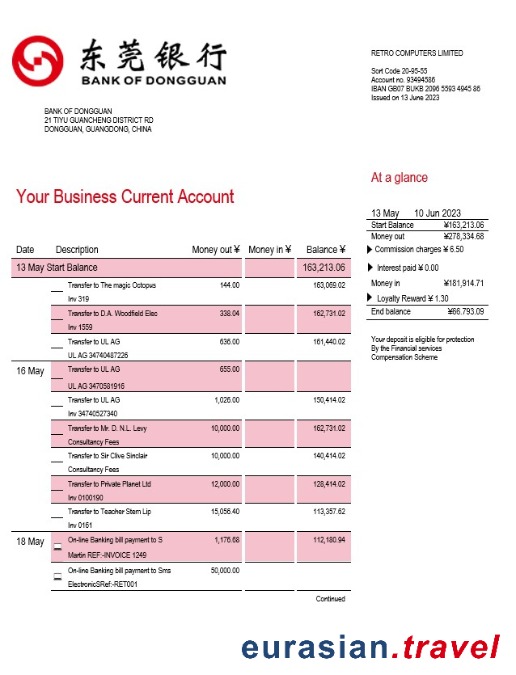 东莞银行
BANK OF DONGGUAN
RETRO COMPUTERS LIMITED
Sort Code 20-95-55
Account no. 93494586
IBAN GB07 BUKB 2096 5593 4945 86
Issued on 13 June 2023
BANK OF DONGGUAN
21 TIYU GUANCHENG DISTRICT RD
DONGGUAN, GUANGDONG, CHINA
At a glance
Your Business Current Account
13 May 10 Jun 2023
Start Balance ¥163,213.06
Money out ¥278,334.68
Commission charges ¥ 6.50
Interest paid ¥ 0.00
Money in ¥181,914.71
Loyalty Reward ¥ 1.30
End balance ¥66.793.09
Your deposit is eligible for protection
By the Financial services
Compensation Scheme
Date Description Money out ¥ Money in ¥ Balance ¥
13 May Start Balance 163,213.06
Transfer to The magic Octopus 144.00 163,069.02
Inv 319
Transfer to D.A. Woodfield Elec 338.04 162,731.02
Inv 1559
Transfer to UL AG 636.00 161,440.02
UL AG 34740487226
16 May Transfer to UL AG 655.00
UL AG 3470581916
Transfer to UL AG 1,026.00 150,414.02
Inv 34740527340
Transfer to Mr. D. N.L. Levy 10,000.00 162,731.02
Consultancy Fees
Transfer to Sir Clive Sinclair 10,000.00 140,414.02
Consultancy Fees
Transfer to Private Planet Ltd 12,000.00 128,414.02
Inv 0100190
Transfer to Teacher Stem Lip 15,056.40 113,357.62
Inv 0161
18 May On-line Banking bill payment to S 1,176.68 112,180.94
Martin REF:-INVOICE 1249
On-line Banking bill payment to Sms 50,000.00
ElectronicSRef:-RET001
Continued
eurasian.travel